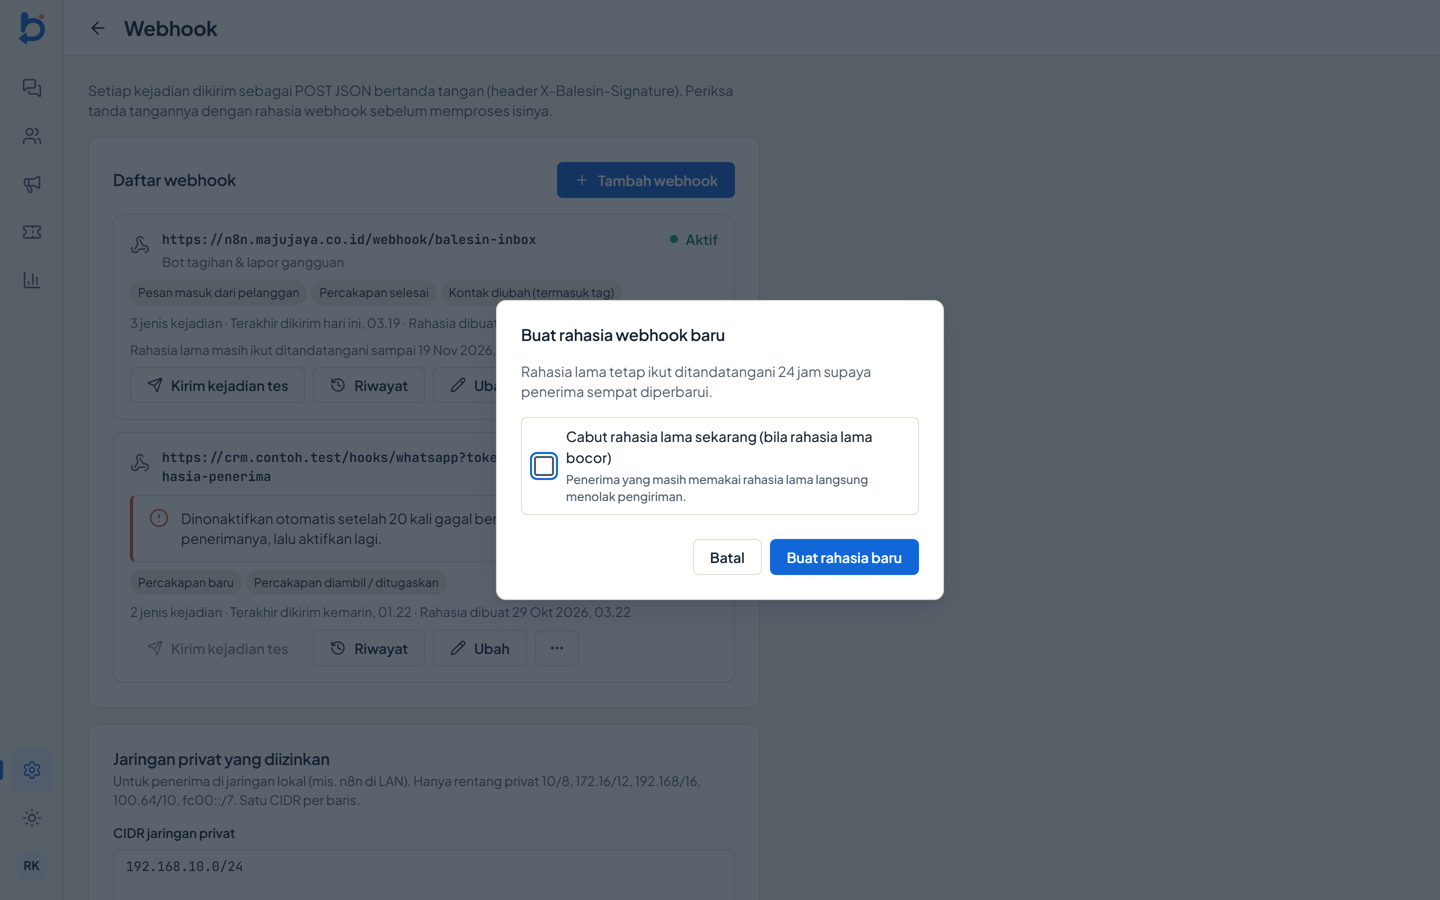 Webhook
Setiap kejadian dikirim sebagai POST JSON bertanda tangan (header X-Balesin-Signature). Periksa
tanda tangannya dengan rahasia webhook sebelum memproses isinya.
Daftar webhook
+ Tambah webhook
https://n8n.majujaya.co.id/webhook/balesin-inbox
Aktif
Bot tagihan & lapor gangguan
Pesan masuk dari pelanggan
Percakapan selesai
Kontak diubah (termasuk tag)
3 jenis kejadian · Terakhir dikirim hari ini, 03.19 · Rahasia dibuat
Rahasia lama masih ikut ditandatangani sampai 19 Nov 2026,
Kirim kejadian tes
Riwayat
Buat rahasia webhook baru
Rahasia lama tetap ikut ditandatangani 24 jam supaya
penerima sempat diperbarui.
Cabut rahasia lama sekarang (bila rahasia lama
bocor)
Penerima yang masih memakai rahasia lama langsung
menolak pengiriman.
Batal
Buat rahasia baru
https://crm.contoh.test/hooks/whatsapp?toke
hasia-penerima
Dinonaktifkan otomatis setelah 20 kali gagal
penerimanya, lalu aktifkan lagi.
Percakapan baru
Percakapan diambil / ditugaskan
2 jenis kejadian · Terakhir dikirim kemarin, 01.22 · Rahasia dibuat 29 Okt 2026, 03.22
Kirim kejadian tes
Riwayat
Ubah
Jaringan privat yang diizinkan
Untuk penerima di jaringan lokal (mis. n8n di LAN). Hanya rentang privat 10/8, 172.16/12, 192.168/16,
100.64/10, fc00::/7. Satu CIDR per baris.
CIDR jaringan privat
192.168.10.0/24
RK